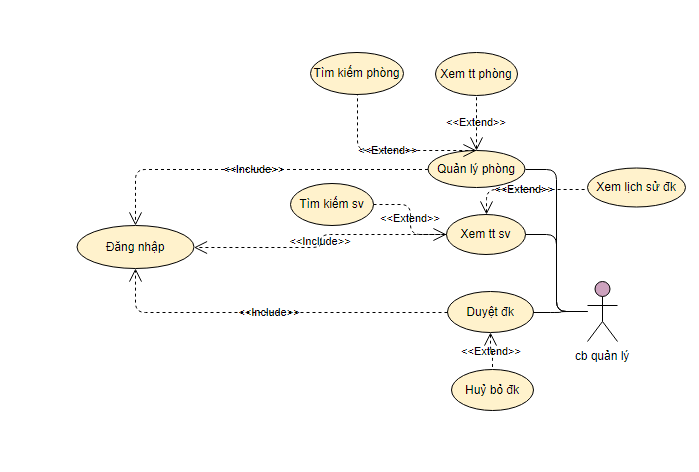 Tìm kiếm phòng
Xem tt phòng
<<Extend>>
<<Extend>>
<<Include>>
Quản lý phòng
<<Extend>>
Xem lịch sử đk
Tìm kiếm sv
<<Extend>>
Đăng nhập
<<Include>>
Xem tt sv
<<Include>>
Duyệt đk
<<Extend>>
cb quản lý
Huỷ bỏ đk